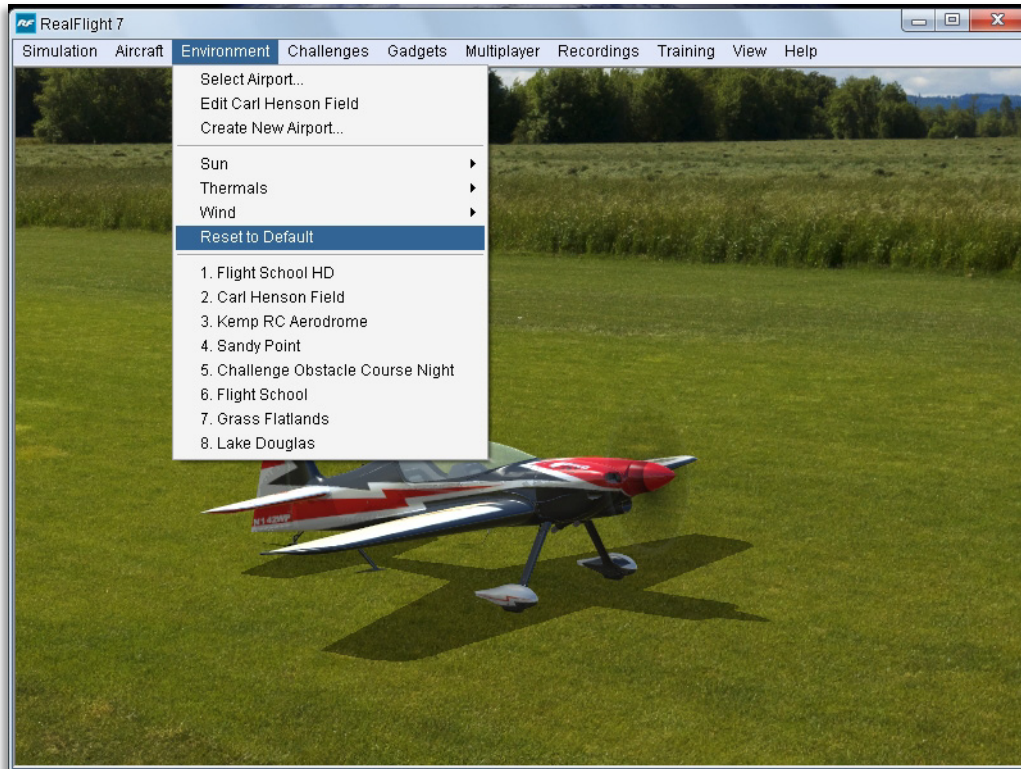 RF RealFlight 7
Simulation Aircraft Environment Challenges Gadgets Multiplayer Recordings Training View Help
Select Airport...
Edit Carl Henson Field
Create New Airport...
Sun
Thermals
Wind
Reset to Default
1. Flight School HD
2. Carl Henson Field
3. Kemp RC Aerodrome
4. Sandy Point
5. Challenge Obstacle Course Night
6. Flight School
7. Grass Flatlands
8. Lake Douglas
N142WP